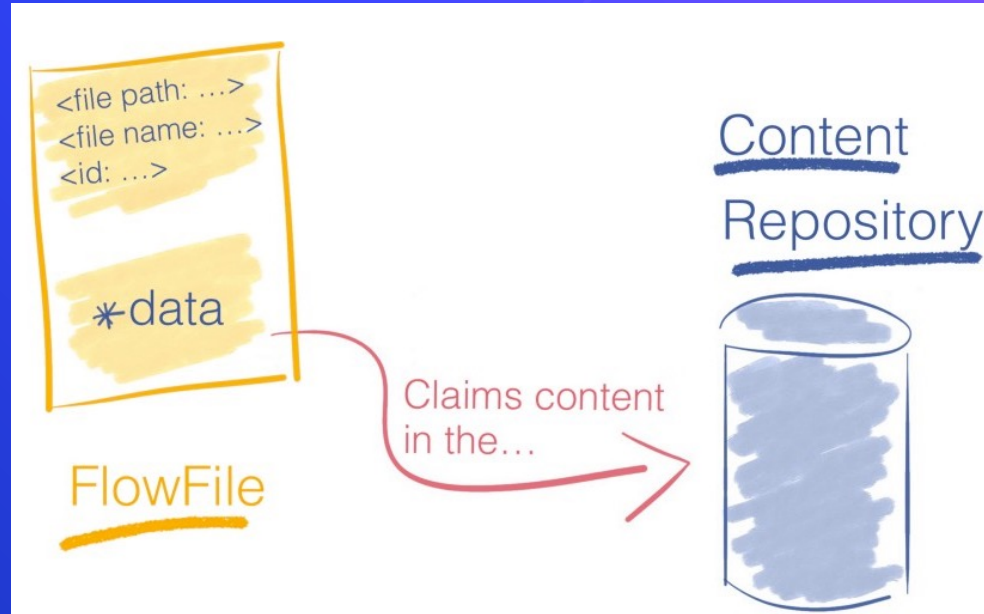 <file path: ...>
<file name: ...>
<id: ...>
*data
FlowFile
Claims content
in the...
Content
Repository